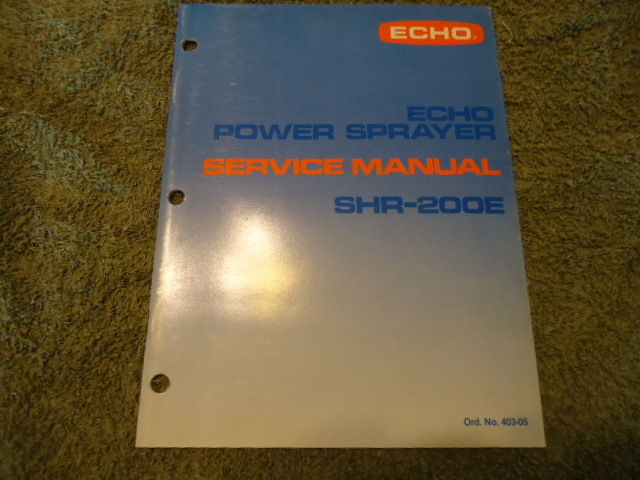 ECHO.
ECHO
POWER SPRAYER
SERVICE MANUAL
SHR-200E
Ord. No. 403-05